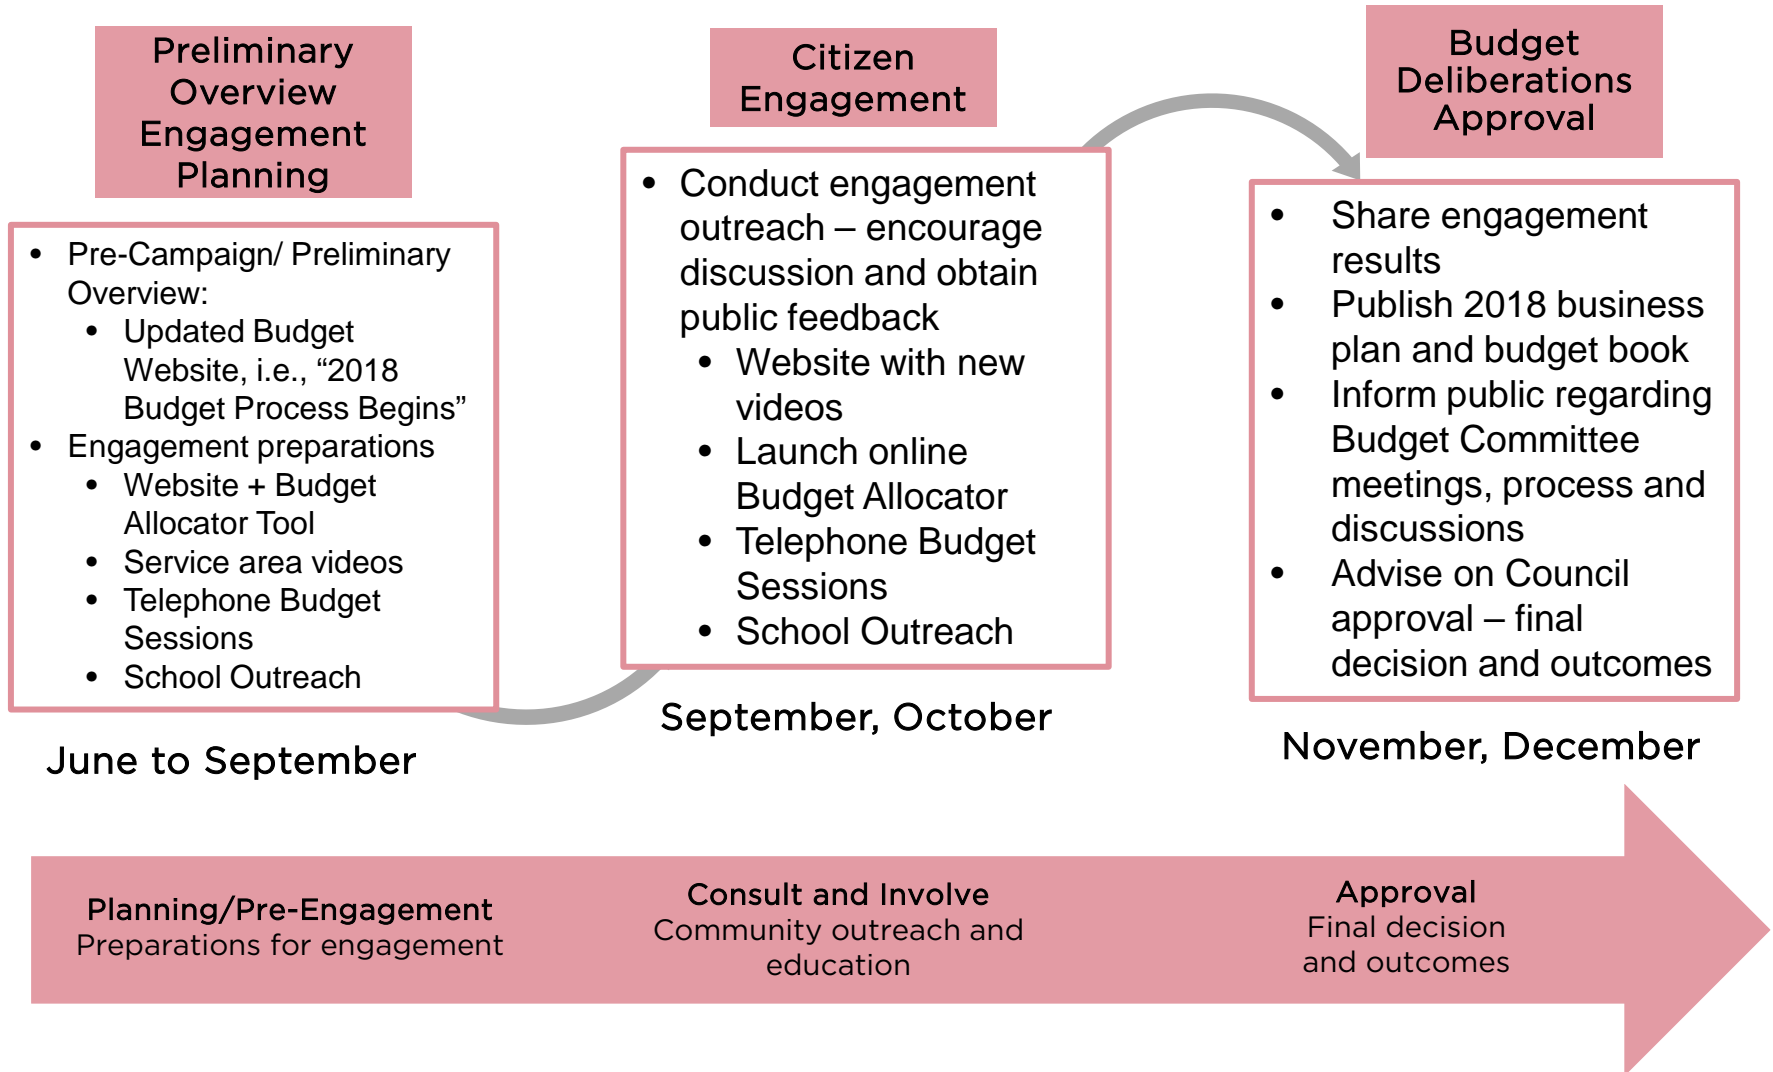 Preliminary
Overview
Engagement
Planning
• Pre-Campaign/ Preliminary
Overview:
• Updated Budget
Website, i.e., “2018
Budget Process Begins”
• Engagement preparations
• Website + Budget
Allocator Tool
• Service area videos
• Telephone Budget
Sessions
• School Outreach
June to September
Citizen
Engagement
• Conduct engagement
outreach – encourage
discussion and obtain
public feedback
• Website with new
videos
• Launch online
Budget Allocator
• Telephone Budget
Sessions
• School Outreach
September, October
Budget
Deliberations
Approval
• Share engagement
results
• Publish 2018 business
plan and budget book
• Inform public regarding
Budget Committee
meetings, process and
discussions
• Advise on Council
approval – final
decision and outcomes
November, December
Planning/Pre-Engagement
Preparations for engagement
Consult and Involve
Community outreach and
education
Approval
Final decision
and outcomes